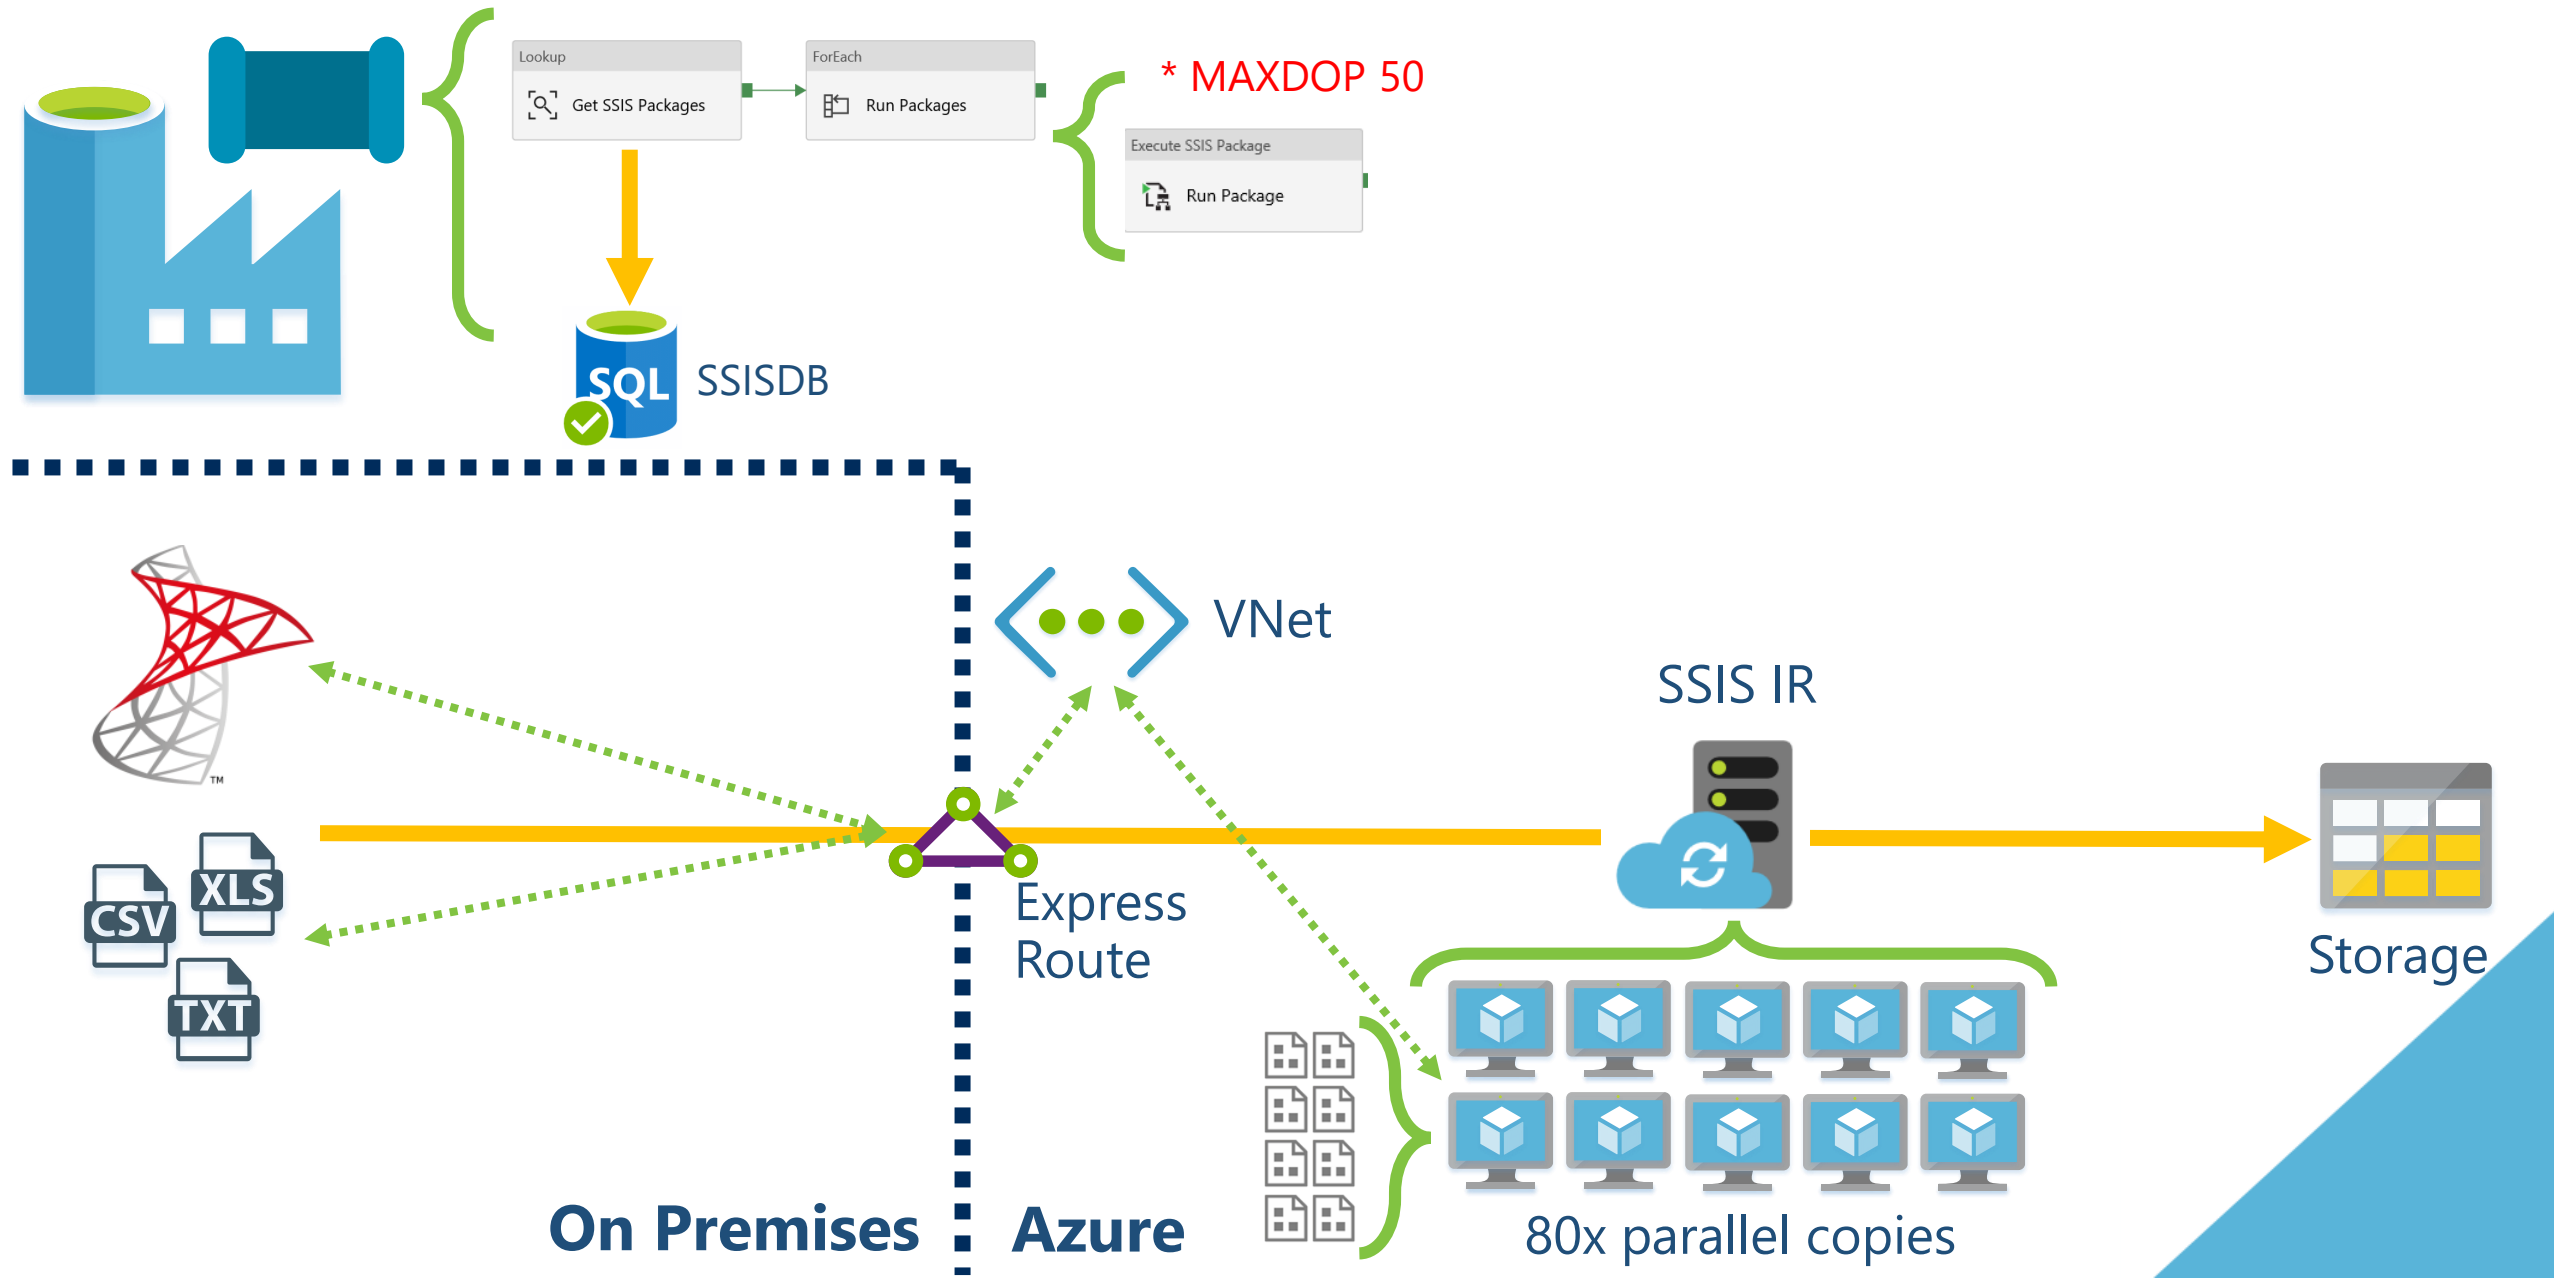 Lookup
Get SSIS Packages
ForEach
Run Packages
* MAXDOP 50
Execute SSIS Package
Run Package
SQL
SSISDB
TM
VNet
SSIS IR
XLS
CSV
TXT
Express
Route
Storage
On Premises
Azure
80x parallel copies